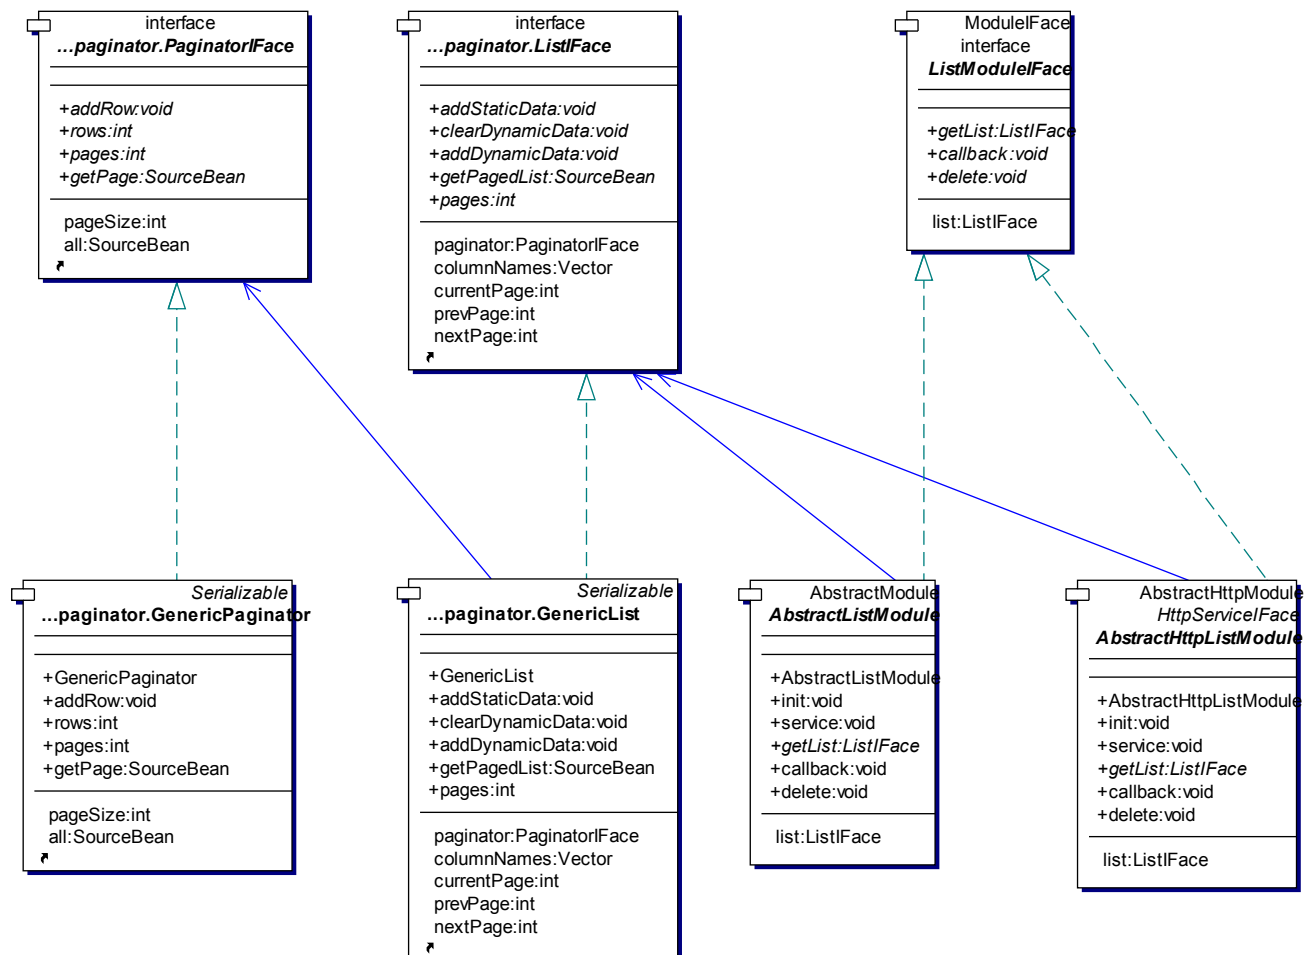 interface
...paginator.PaginatorIFace
+addRow:void
+rows:int
+pages:int
+getPage:SourceBean
pageSize:int
all:SourceBean
interface
...paginator.ListIFace
+addStaticData:void
+clearDynamicData:void
+addDynamicData:void
+getPagedList:SourceBean
+pages:int
paginator:PaginatorIFace
columnNames:Vector
currentPage:int
prevPage:int
nextPage:int
ModuleIFace
interface
ListModuleIFace
+getList:ListIFace
+callback:void
+delete:void
list:ListIFace
Serializable
...paginator.GenericPaginator
+GenericPaginator
+addRow:void
+rows:int
+pages:int
+getPage:SourceBean
pageSize:int
all:SourceBean
Serializable
...paginator.GenericList
+GenericList
+addStaticData:void
+clearDynamicData:void
+addDynamicData:void
+getPagedList:SourceBean
+pages:int
paginator:PaginatorIFace
columnNames:Vector
currentPage:int
prevPage:int
nextPage:int
AbstractModule
AbstractListModule
+AbstractListModule
+init:void
+service:void
+getList:ListIFace
+callback:void
+delete:void
list:ListIFace
AbstractHttpModule
HttpServiceIFace
AbstractHttpListModule
+AbstractHttpListModule
+init:void
+service:void
+getList:ListIFace
+callback:void
+delete:void
list:ListIFace